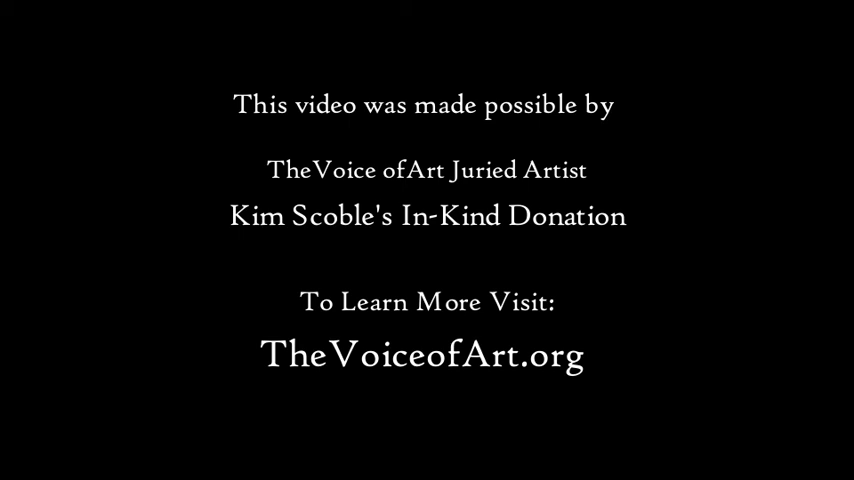 This video was made possible by
TheVoice ofArt Juried Artist
Kim Scoble's In-Kind Donation
To Learn More Visit:
TheVoiceofArt.org